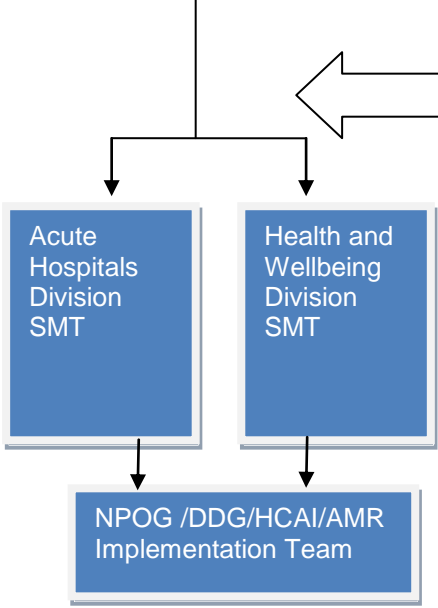 Acute
Hospitals
Division
SMT
Health and
Wellbeing
Division
SMT
NPOG /DDG/HCAI/AMR
Implementation Team